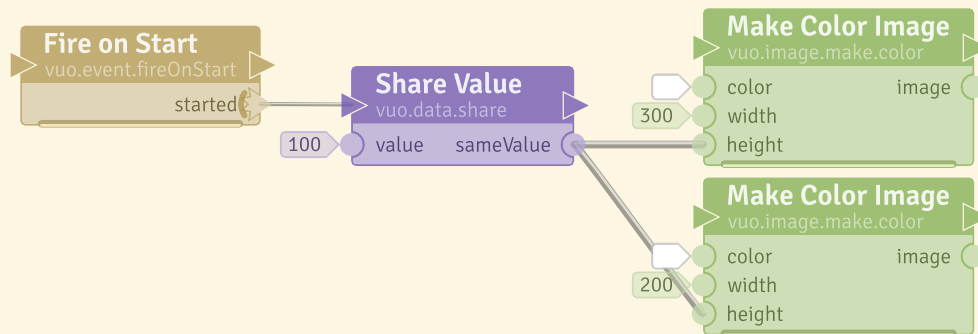 Fire on Start
vuo.event.fireOnStart
started
Share Value
vuo.data.share
100
value
sameValue
Make Color Image
vuo.image.make.color
color
image
300
width
height
Make Color Image
vuo.image.make.color
color
image
200
width
height